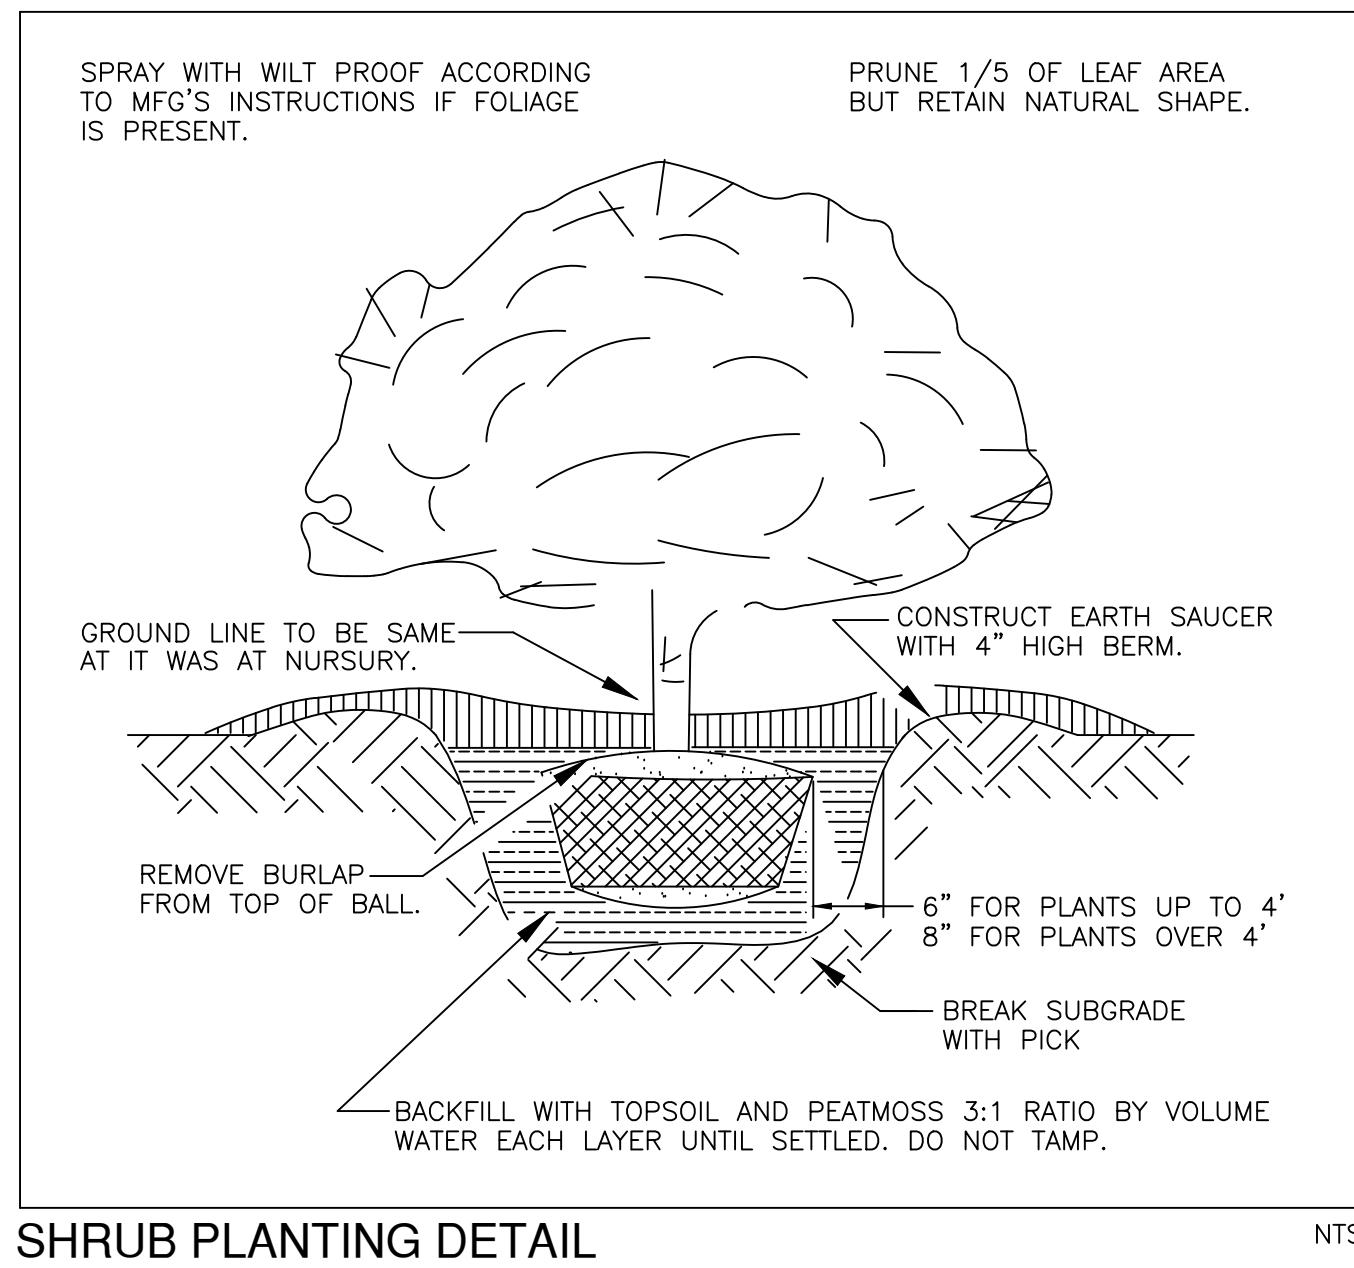 SPRAY WITH WILT PROOF ACCORDING
TO MFG'S INSTRUCTIONS IF FOLIAGE
IS PRESENT.
PRUNE 1/5 OF LEAF AREA
BUT RETAIN NATURAL SHAPE.
GROUND LINE TO BE SAME
AT IT WAS AT NURSURY.
CONSTRUCT EARTH SAUCER
WITH 4" HIGH BERM.
REMOVE BURLAP
FROM TOP OF BALL.
6" FOR PLANTS UP TO 4'
8" FOR PLANTS OVER 4'
BREAK SUBGRADE
WITH PICK
BACKFILL WITH TOPSOIL AND PEATMOSS 3:1 RATIO BY VOLUME
WATER EACH LAYER UNTIL SETTLED. DO NOT TAMP.
SHRUB PLANTING DETAIL
NTS